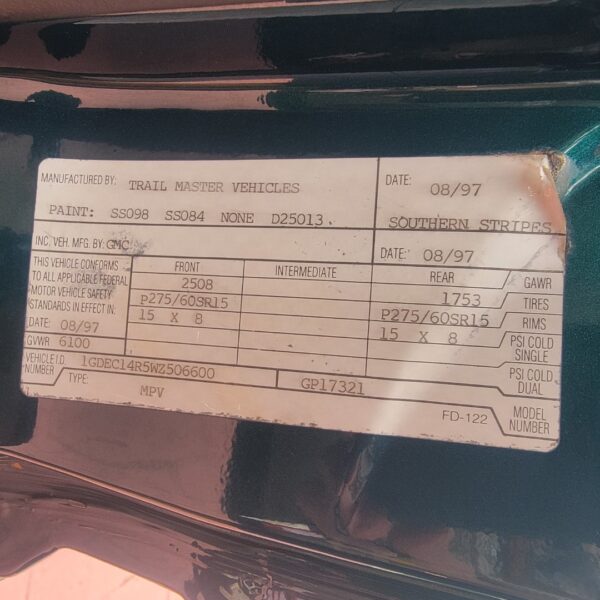 MANUFACTURED BY: TRAIL MASTER VEHICLES DATE: 08/97
PAINT: SS098 SS084 NONE D25013. SOUTHERN STRIPES
INC. VEH. MFG. BY: GMC DATE: 08/97
THIS VEHICLE CONFORMS
TO ALL APPLICABLE FEDERAL
MOTOR VEHICLE SAFETY
STANDARDS IN EFFECT IN:
DATE: 08/97
FRONT INTERMEDIATE REAR
2508 1753 GAWR
P275/60SR15 P275/60SR15 TIRES
15 X 8 15 X 8 RIMS
PSI COLD
SINGLE
GVWR 6100
PSI COLD
DUAL
VEHICLE I.D.
NUMBER 1GDEC14R5WZ506600 GP17321
TYPE: MPV FD-122 MODEL
NUMBER